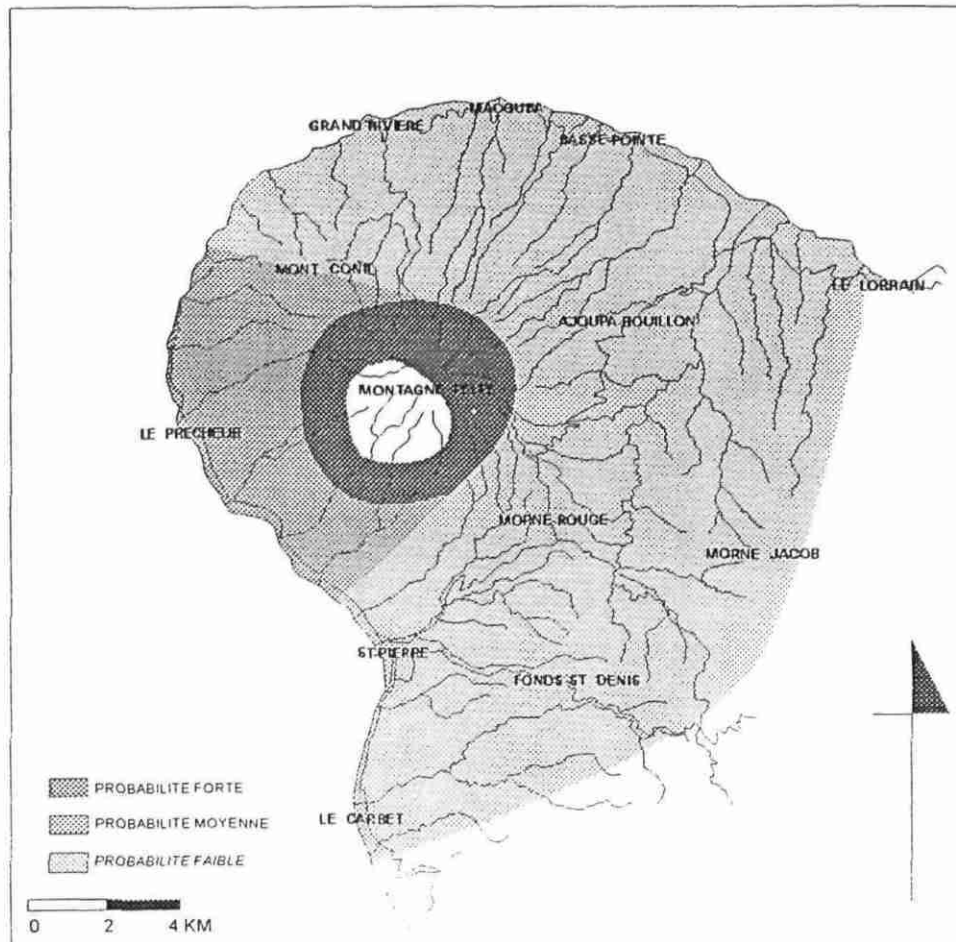 MACOUBA
GRAND RIVIERE
BASSE-POINTE
MONT CONIL
LE LORRAIN
AJOUPA-BOUILLON
MONTAGNE PELEE
LE PRECHEUR
MORNE-ROUGE
MORNE JACOB
ST-PIERRE
FONDS ST DENIS
PROBABILITE FORTE
PROBABILITE MOYENNE
LE CARBET
PROBABILITE FAIBLE
0 2 4 KM